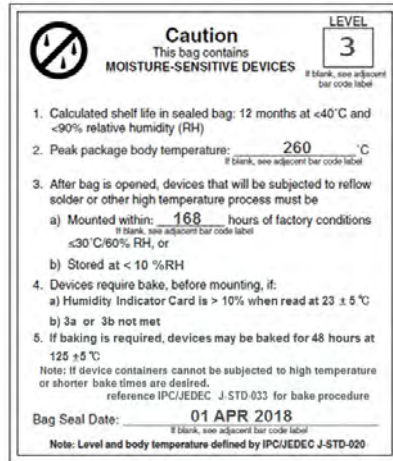 LEVEL
Caution
3
This bag contains
MOISTURE-SENSITIVE DEVICES
If blank, see adjacent
bar code label
1. Calculated shelf life in sealed bag: 12 months at <40°C and
<90% relative humidity (RH)
2. Peak package body temperature: 260 °C
If blank, see adjacent bar code label
3. After bag is opened, devices that will be subjected to reflow
solder or other high temperature process must be
a) Mounted within: 168 hours of factory conditions
If blank, see adjacent bar code label
≤30°C/60% RH, or
b) Stored at < 10 %RH
4. Devices require bake, before mounting, if:
a) Humidity Indicator Card is > 10% when read at 23 ± 5 °C
b) 3a or 3b not met
5. If baking is required, devices may be baked for 48 hours at
125 ±5 °C
Note: If device containers cannot be subjected to high temperature
or shorter bake times are desired.
reference IPC/JEDEC J-STD-033 for bake procedure
Bag Seal Date: 01 APR 2018
If blank, see adjacent bar code label
Note: Level and body temperature defined by IPC/JEDEC J-STD-020